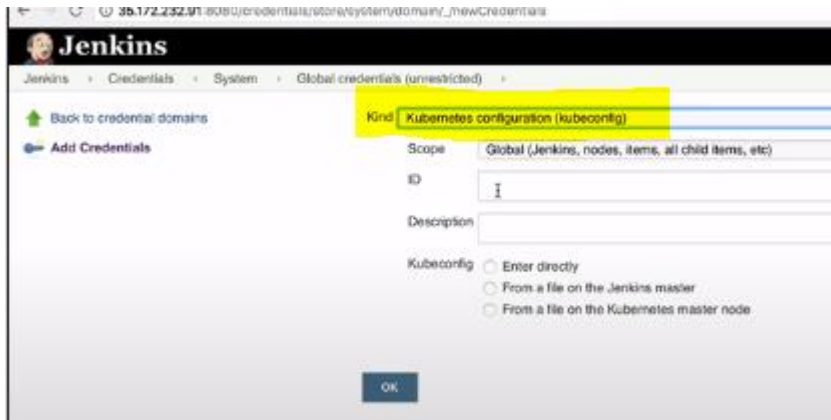 35.172.232.91:8080/credentials/store/system/domain/_/newCredentials
Jenkins
Jenkins › Credentials › System › Global credentials (unrestricted) ›
Back to credential domains
Add Credentials
Kind Kubernetes configuration (kubeconfig)
Scope Global (Jenkins, nodes, items, all child items, etc)
ID
Description
Kubeconfig Enter directly
From a file on the Jenkins master
From a file on the Kubernetes master node
OK